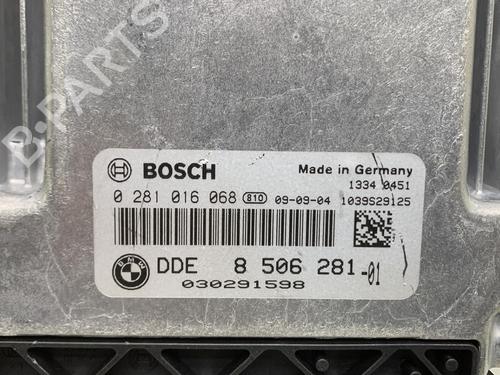 B-PARTS
BOSCH
Made in Germany
1334 0451
0 281 016 068 810 09-09-04 1039S29125
BMW
DDE 8 506 281-01
030291598